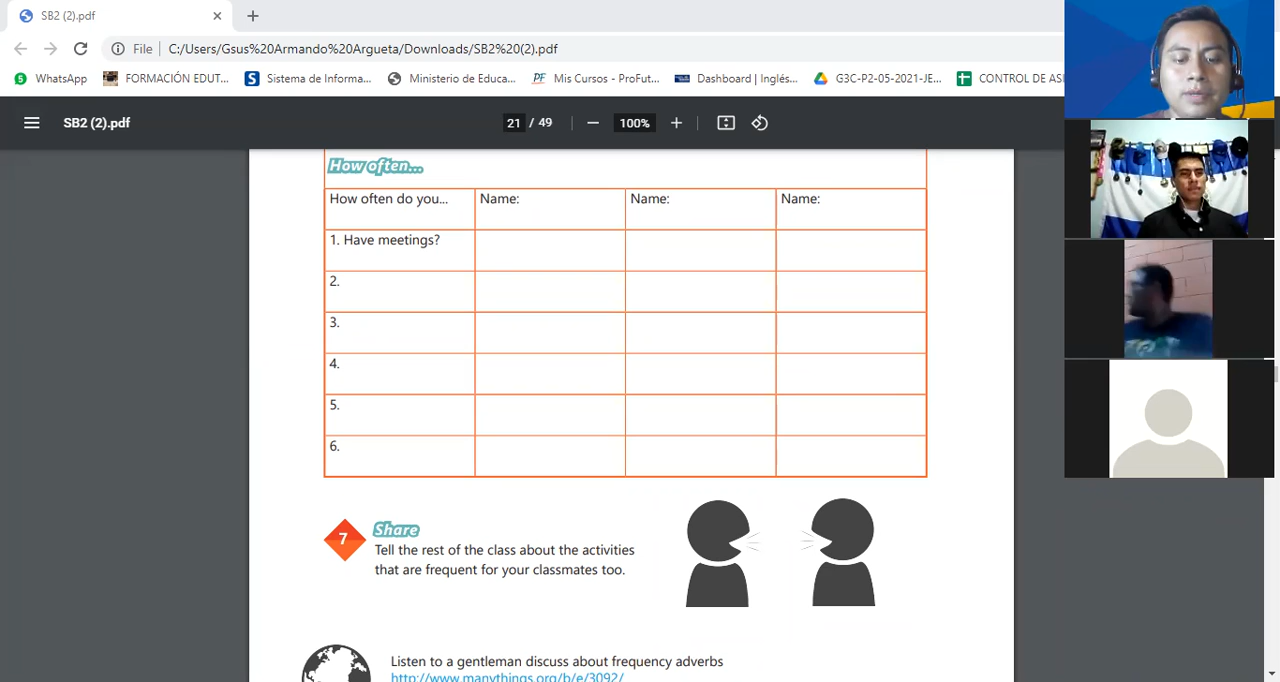 SB2 (2).pdf
File
C:/Users/Gsus%20Armando%20Argueta/Downloads/SB2%20(2).pdf
WhatsApp
FORMACIÓN EDUT...
Sistema de Informa...
Ministerio de Educa...
Mis Cursos - ProFut...
Dashboard | Inglés...
G3C-P2-05-2021-JE...
CONTROL DE ASI
SB2 (2).pdf
21 / 49
100%
How often...
How often do you... Name: Name: Name:
1. Have meetings?
2.
3.
4.
5.
6.
7
Share
Tell the rest of the class about the activities
that are frequent for your classmates too.
Listen to a gentleman discuss about frequency adverbs
http://www.manythings.org/b/e/3092/